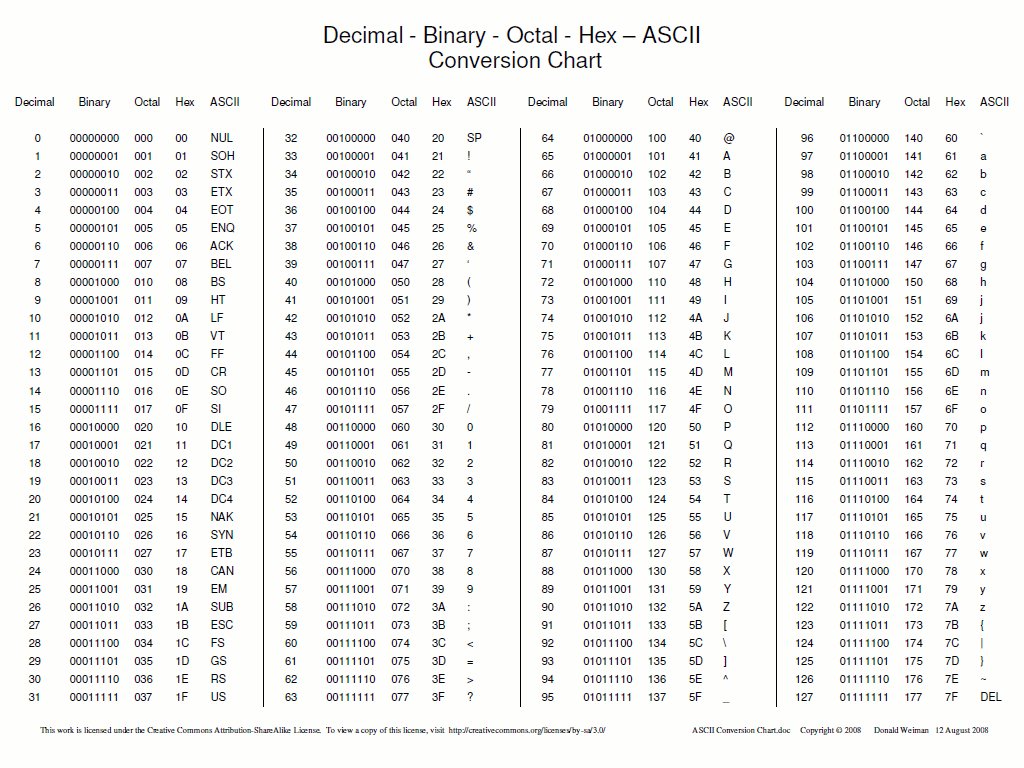 Decimal - Binary - Octal - Hex – ASCII
Conversion Chart
Decimal Binary Octal Hex ASCII Decimal Binary Octal Hex ASCII Decimal Binary Octal Hex ASCII Decimal Binary Octal Hex ASCII
0 00000000 000 00 NUL 32 00100000 040 20 SP 64 01000000 100 40 @ 96 01100000 140 60 `
1 00000001 001 01 SOH 33 00100001 041 21 ! 65 01000001 101 41 A 97 01100001 141 61 a
2 00000010 002 02 STX 34 00100010 042 22 “ 66 01000010 102 42 B 98 01100010 142 62 b
3 00000011 003 03 ETX 35 00100011 043 23 # 67 01000011 103 43 C 99 01100011 143 63 c
4 00000100 004 04 EOT 36 00100100 044 24 $ 68 01000100 104 44 D 100 01100100 144 64 d
5 00000101 005 05 ENQ 37 00100101 045 25 % 69 01000101 105 45 E 101 01100101 145 65 e
6 00000110 006 06 ACK 38 00100110 046 26 & 70 01000110 106 46 F 102 01100110 146 66 f
7 00000111 007 07 BEL 39 00100111 047 27 ‘ 71 01000111 107 47 G 103 01100111 147 67 g
8 00001000 010 08 BS 40 00101000 050 28 ( 72 01001000 110 48 H 104 01101000 150 68 h
9 00001001 011 09 HT 41 00101001 051 29 ) 73 01001001 111 49 I 105 01101001 151 69 j
10 00001010 012 0A LF 42 00101010 052 2A * 74 01001010 112 4A J 106 01101010 152 6A j
11 00001011 013 0B VT 43 00101011 053 2B + 75 01001011 113 4B K 107 01101011 153 6B k
12 00001100 014 0C FF 44 00101100 054 2C , 76 01001100 114 4C L 108 01101100 154 6C l
13 00001101 015 0D CR 45 00101101 055 2D - 77 01001101 115 4D M 109 01101101 155 6D m
14 00001110 016 0E SO 46 00101110 056 2E . 78 01001110 116 4E N 110 01101110 156 6E n
15 00001111 017 0F SI 47 00101111 057 2F / 79 01001111 117 4F O 111 01101111 157 6F o
16 00010000 020 10 DLE 48 00110000 060 30 0 80 01010000 120 50 P 112 01110000 160 70 p
17 00010001 021 11 DC1 49 00110001 061 31 1 81 01010001 121 51 Q 113 01110001 161 71 q
18 00010010 022 12 DC2 50 00110010 062 32 2 82 01010010 122 52 R 114 01110010 162 72 r
19 00010011 023 13 DC3 51 00110011 063 33 3 83 01010011 123 53 S 115 01110011 163 73 s
20 00010100 024 14 DC4 52 00110100 064 34 4 84 01010100 124 54 T 116 01110100 164 74 t
21 00010101 025 15 NAK 53 00110101 065 35 5 85 01010101 125 55 U 117 01110101 165 75 u
22 00010110 026 16 SYN 54 00110110 066 36 6 86 01010110 126 56 V 118 01110110 166 76 v
23 00010111 027 17 ETB 55 00110111 067 37 7 87 01010111 127 57 W 119 01110111 167 77 w
24 00011000 030 18 CAN 56 00111000 070 38 8 88 01011000 130 58 X 120 01111000 170 78 x
25 00011001 031 19 EM 57 00111001 071 39 9 89 01011001 131 59 Y 121 01111001 171 79 y
26 00011010 032 1A SUB 58 00111010 072 3A : 90 01011010 132 5A Z 122 01111010 172 7A z
27 00011011 033 1B ESC 59 00111011 073 3B ; 91 01011011 133 5B [ 123 01111011 173 7B {
28 00011100 034 1C FS 60 00111100 074 3C < 92 01011100 134 5C \ 124 01111100 174 7C |
29 00011101 035 1D GS 61 00111101 075 3D = 93 01011101 135 5D ] 125 01111101 175 7D }
30 00011110 036 1E RS 62 00111110 076 3E > 94 01011110 136 5E ^ 126 01111110 176 7E ~
31 00011111 037 1F US 63 00111111 077 3F ? 95 01011111 137 5F _ 127 01111111 177 7F DEL
This work is licensed under the Creative Commons Attribution-ShareAlike License. To view a copy of this license, visit http://creativecommons.org/licenses/by-sa/3.0/ ASCII Conversion Chart.doc Copyright © 2008 Donald Weiman 12 August 2008